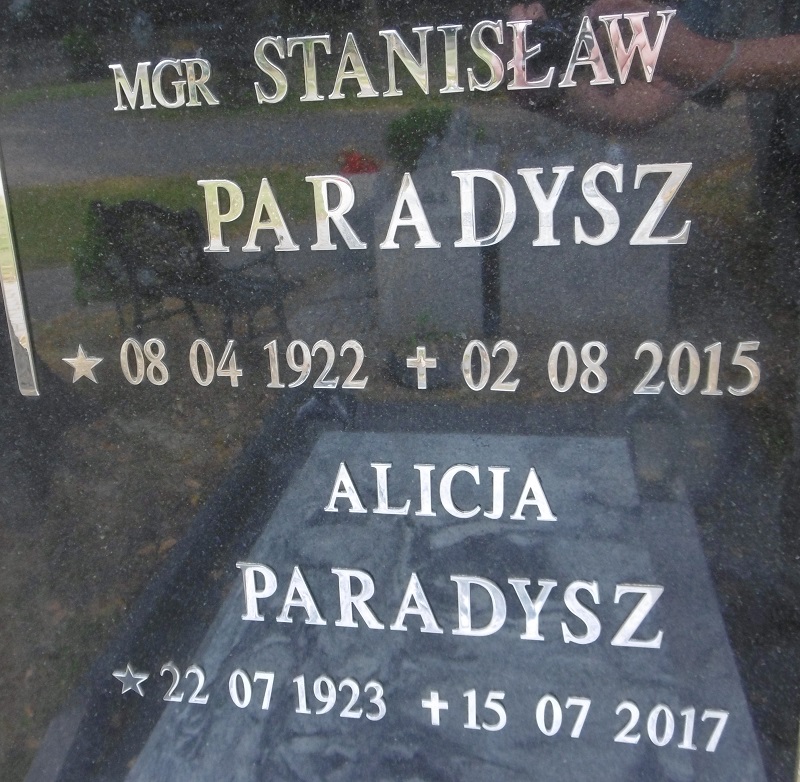 MGR STANISŁAW
PARADYSZ
★ 08 04 1922 ✝ 02 08 2015
ALICJA
PARADYSZ
★ 22 07 1923 ✝ 15 07 2017